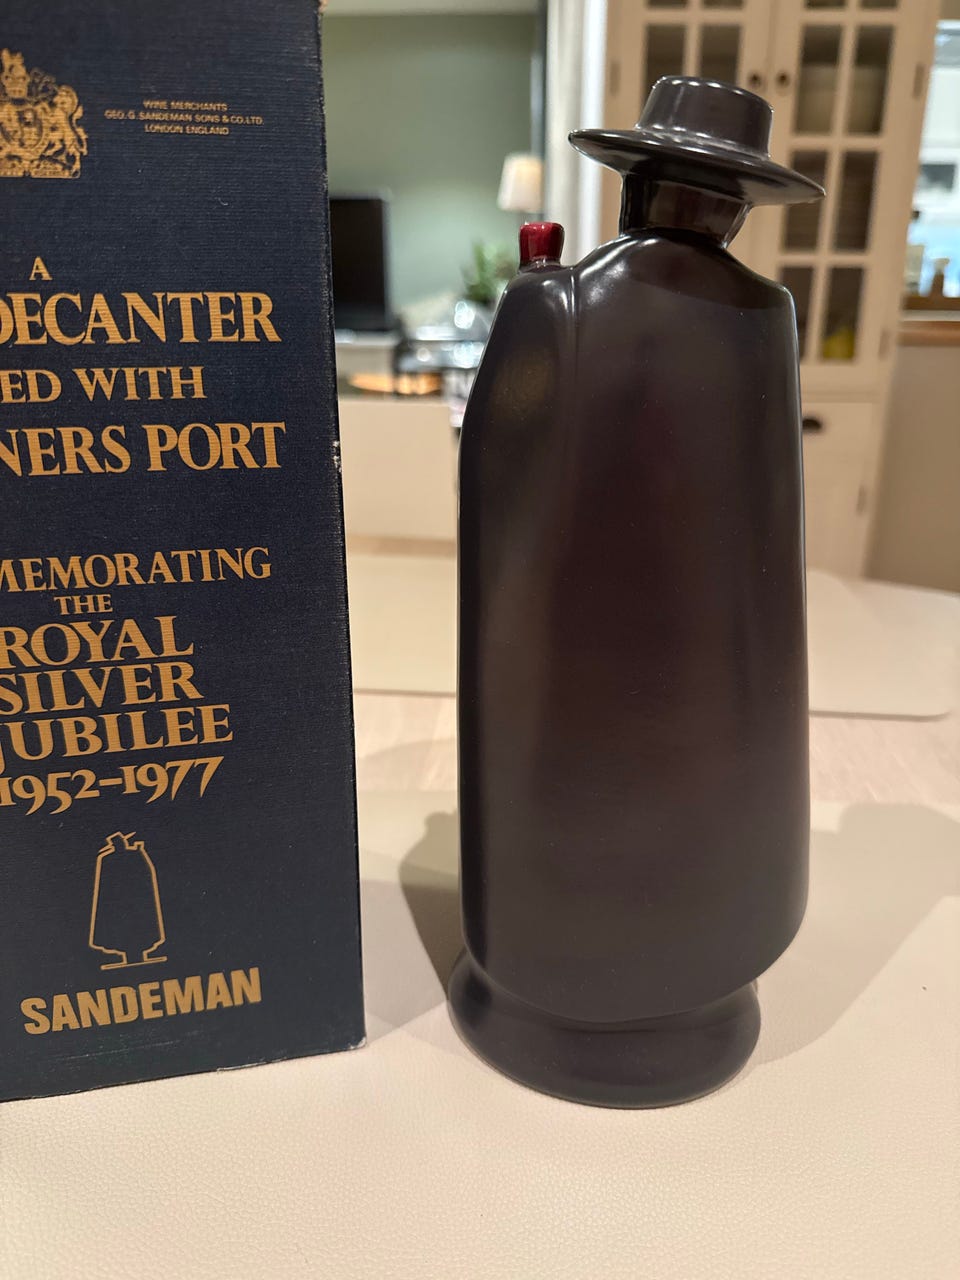 WINE MERCHANTS
GEO. G. SANDEMAN SONS & CO. LTD.
LONDON ENGLAND
A
DECANTER
ED WITH
NERS PORT
MEMORATING
THE
ROYAL
SILVER
JUBILEE
1952–1977
SANDEMAN